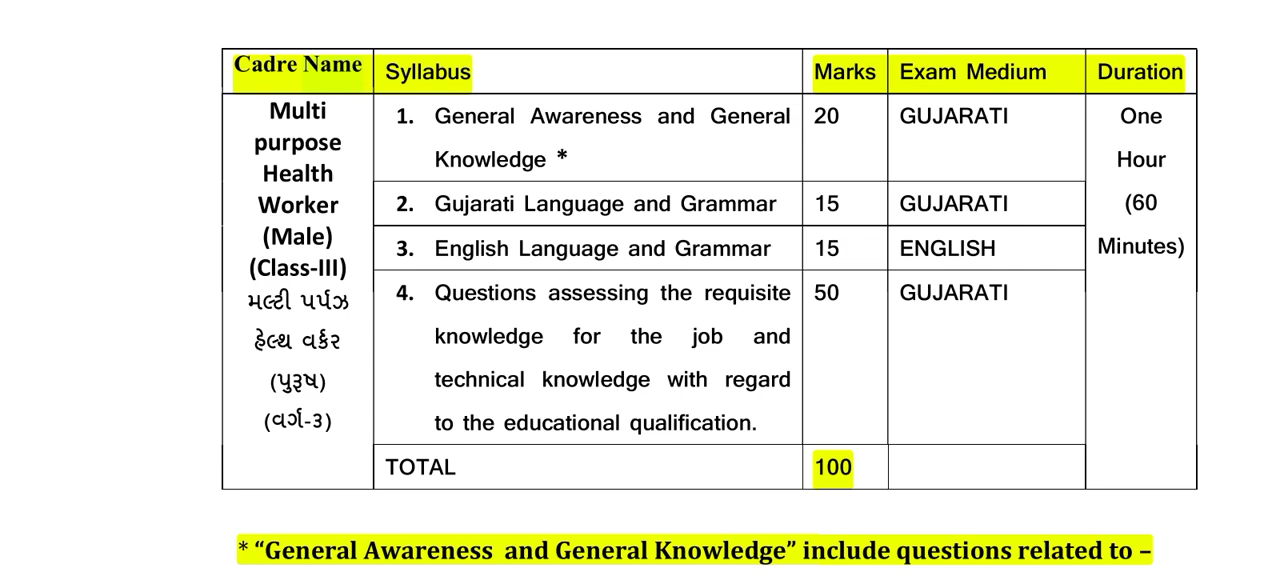 Cadre Name Syllabus Marks Exam Medium Duration
Multi purpose Health Worker (Male) (Class-III)
મલ્ટી પર્પઝ
હેલ્થ વર્કર
(પુરૂષ)
(વર્ગ-૩)
1. General Awareness and General Knowledge * 20 GUJARATI
2. Gujarati Language and Grammar 15 GUJARATI
3. English Language and Grammar 15 ENGLISH
4. Questions assessing the requisite knowledge for the job and technical knowledge with regard to the educational qualification. 50 GUJARATI
One Hour (60 Minutes)
TOTAL 100
* “General Awareness and General Knowledge” include questions related to –